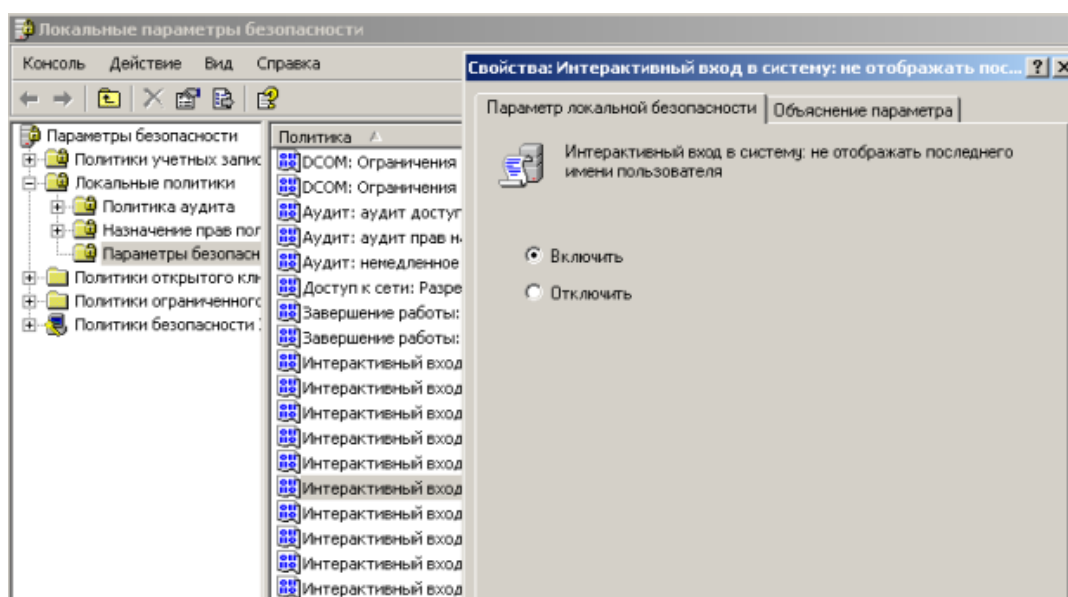 Локальные параметры безопасности
Консоль Действие Вид Справка
Параметры безопасности
Политики учетных запис
Локальные политики
Политика аудита
Назначение прав пол
Параметры безопасн
Политики открытого клю
Политики ограниченного
Политики безопасности
Политика
DCOM: Ограничения
DCOM: Ограничения
Аудит: аудит доступ
Аудит: аудит прав н
Аудит: немедленное
Доступ к сети: Разре
Завершение работы:
Завершение работы:
Интерактивный вход
Интерактивный вход
Интерактивный вход
Интерактивный вход
Интерактивный вход
Интерактивный вход
Интерактивный вход
Интерактивный вход
Интерактивный вход
Интерактивный вход
Свойства: Интерактивный вход в систему: не отображать пос...
Параметр локальной безопасности Объяснение параметра
Интерактивный вход в систему: не отображать последнего
имени пользователя
Включить
Отключить